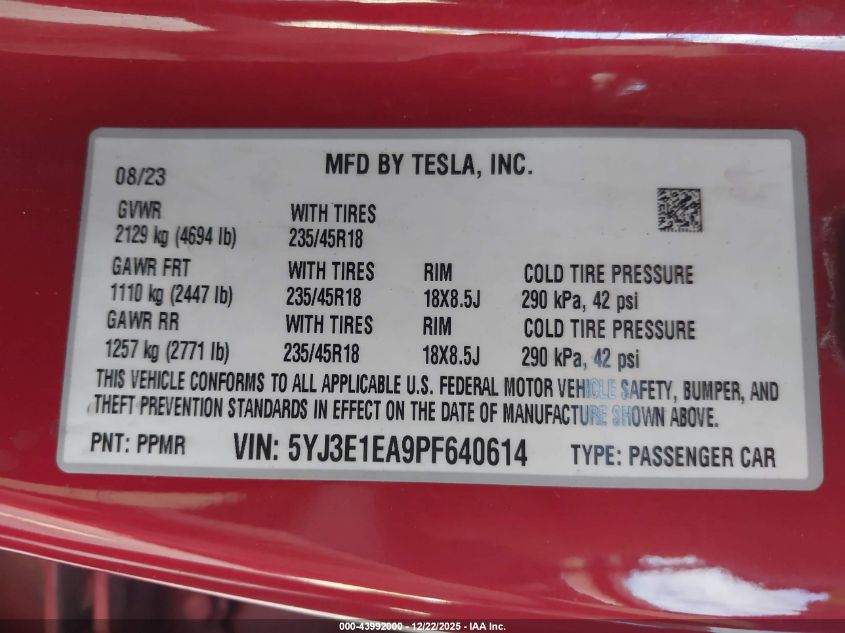 MFD BY TESLA, INC.
08/23
GVWR WITH TIRES
2129 kg (4694 lb) 235/45R18
GAWR FRT WITH TIRES RIM COLD TIRE PRESSURE
1110 kg (2447 lb) 235/45R18 18X8.5J 290 kPa, 42 psi
GAWR RR WITH TIRES RIM COLD TIRE PRESSURE
1257 kg (2771 lb) 235/45R18 18X8.5J 290 kPa, 42 psi
THIS VEHICLE CONFORMS TO ALL APPLICABLE U.S. FEDERAL MOTOR VEHICLE SAFETY, BUMPER, AND
THEFT PREVENTION STANDARDS IN EFFECT ON THE DATE OF MANUFACTURE SHOWN ABOVE.
PNT: PPMR VIN: 5YJ3E1EA9PF640614 TYPE: PASSENGER CAR
000-43992000 - 12/22/2025 - IAA Inc.